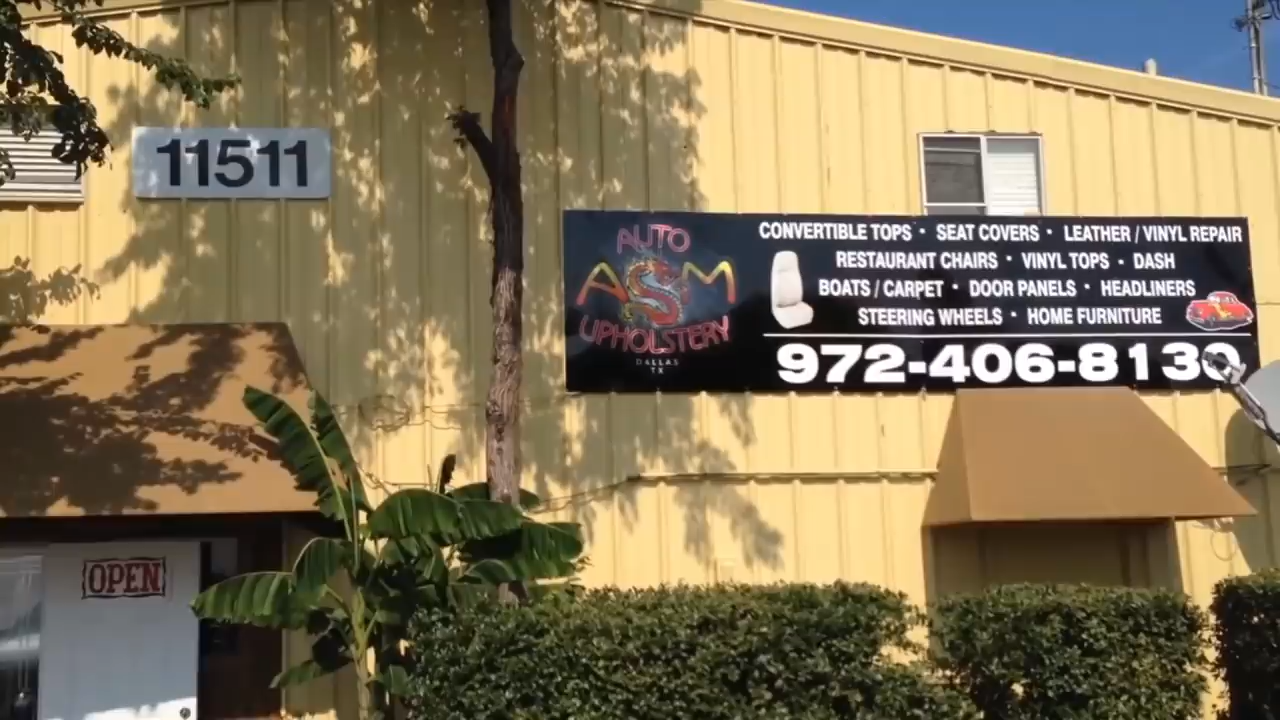 11511
AUTO
ASM
UPHOLSTERY
DALLAS
TX
CONVERTIBLE TOPS · SEAT COVERS · LEATHER / VINYL REPAIR
RESTAURANT CHAIRS · VINYL TOPS · DASH
BOATS / CARPET · DOOR PANELS · HEADLINERS
STEERING WHEELS · HOME FURNITURE
972-406-8130
OPEN